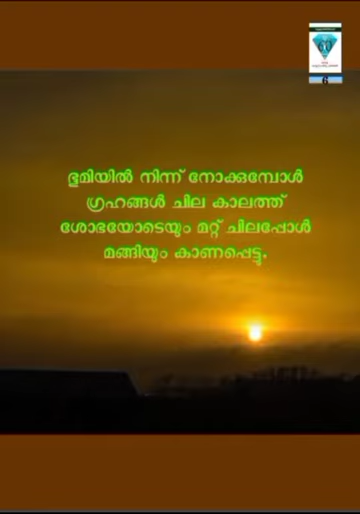 6
ഭൂമിയിൽ നിന്ന് നോക്കുമ്പോൾ
ഗ്രഹങ്ങൾ ചില കാലത്ത്
ശോഭയോടെയും മറ്റ് ചിലപ്പോൾ
മങ്ങിയും കാണപ്പെട്ടു.